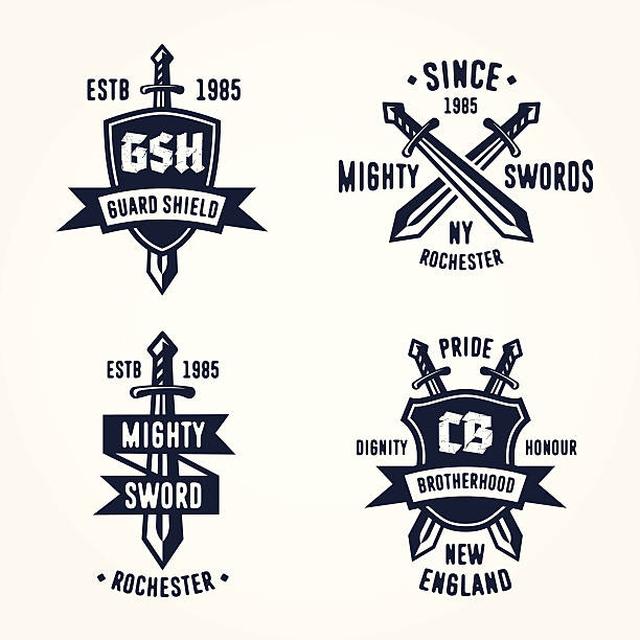 ESTB 1985
GSH
GUARD SHIELD
SINCE
1985
MIGHTY SWORDS
NY
ROCHESTER
ESTB 1985
MIGHTY
SWORD
ROCHESTER
PRIDE
CB
DIGNITY HONOUR
BROTHERHOOD
NEW
ENGLAND